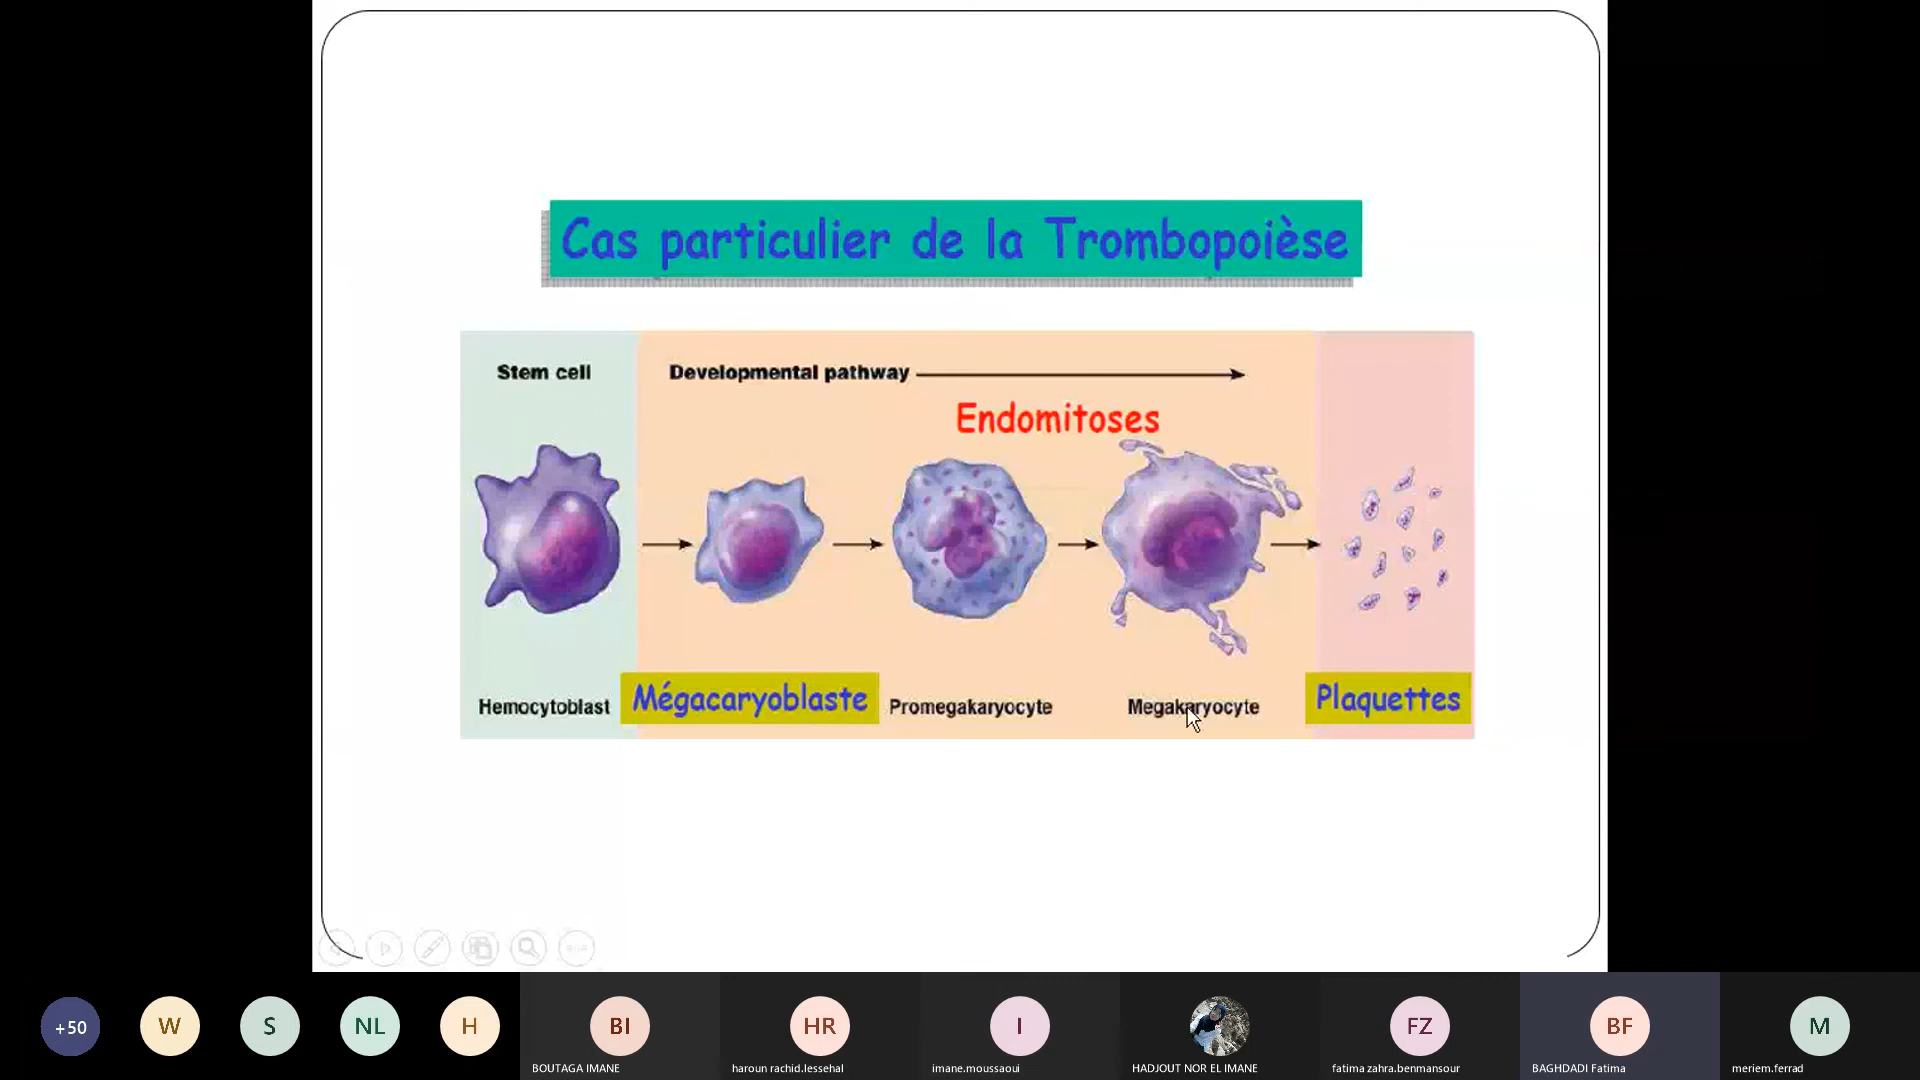 Cas particulier de la Trombopoièse
Stem cell
Developmental pathway
Endomitoses
Hemocytoblast
Mégacaryoblaste
Promegakaryocyte
Megakaryocyte
Plaquettes
+50
W
S
NL
H
BI
HR
I
FZ
BF
M
BOUTAGA IMANE
haroun rachid.lessehal
imane.moussaoui
HADJOUT NOR EL IMANE
fatima zahra.benmansour
BAGHDADI Fatima
meriem.ferrad